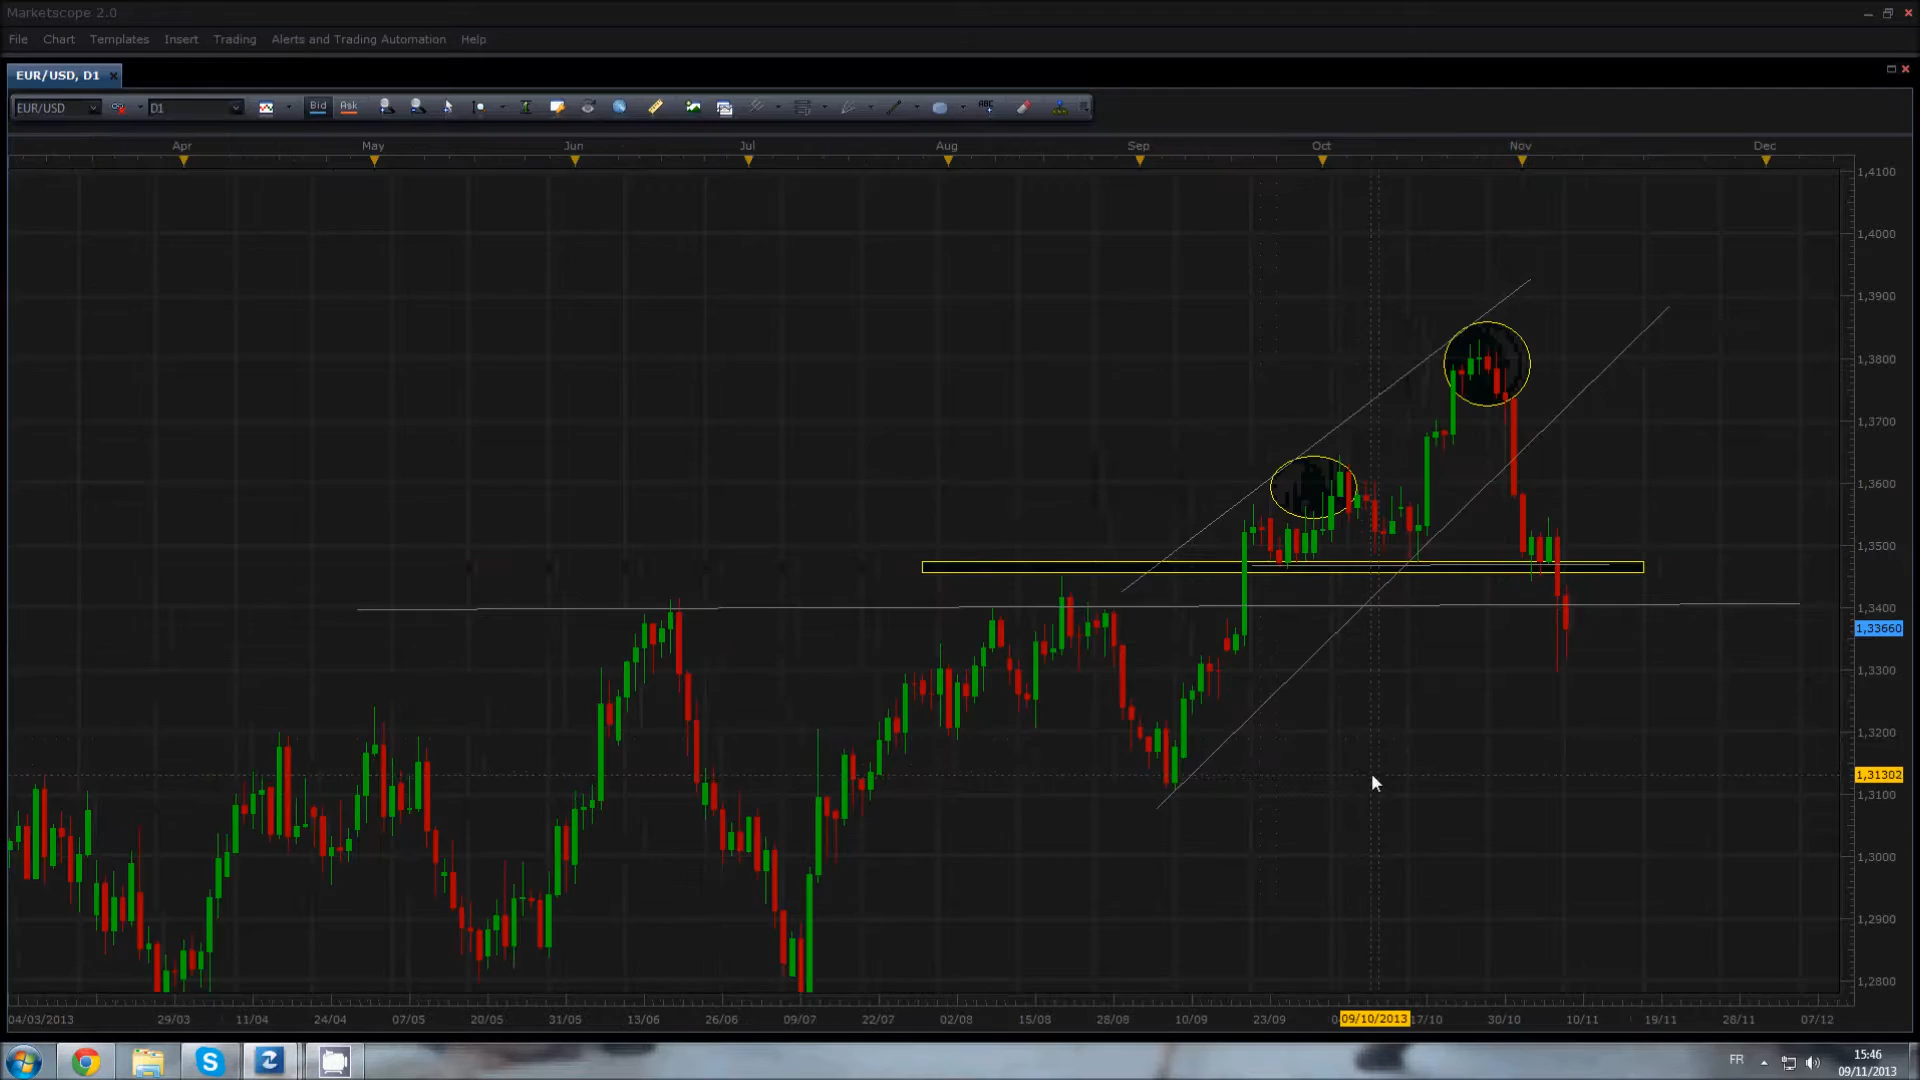 Marketscope 2.0
File Chart Templates Insert Trading Alerts and Trading Automation Help
EUR/USD, D1
EUR/USD D1 Bid Ask ABC
Apr May Jun Jul Aug Sep Oct Nov Dec
1,4100
1,4000
1,3900
1,3800
1,3700
1,3600
1,3500
1,3400
1,33660
1,3300
1,3200
1,31302
1,3100
1,3000
1,2900
1,2800
04/03/2013 29/03 11/04 24/04 07/05 20/05 31/05 13/06 26/06 09/07 22/07 02/08 15/08 28/08 10/09 23/09 09/10/2013 17/10 30/10 10/11 19/11 28/11 07/12
FR 15:46
09/11/2013